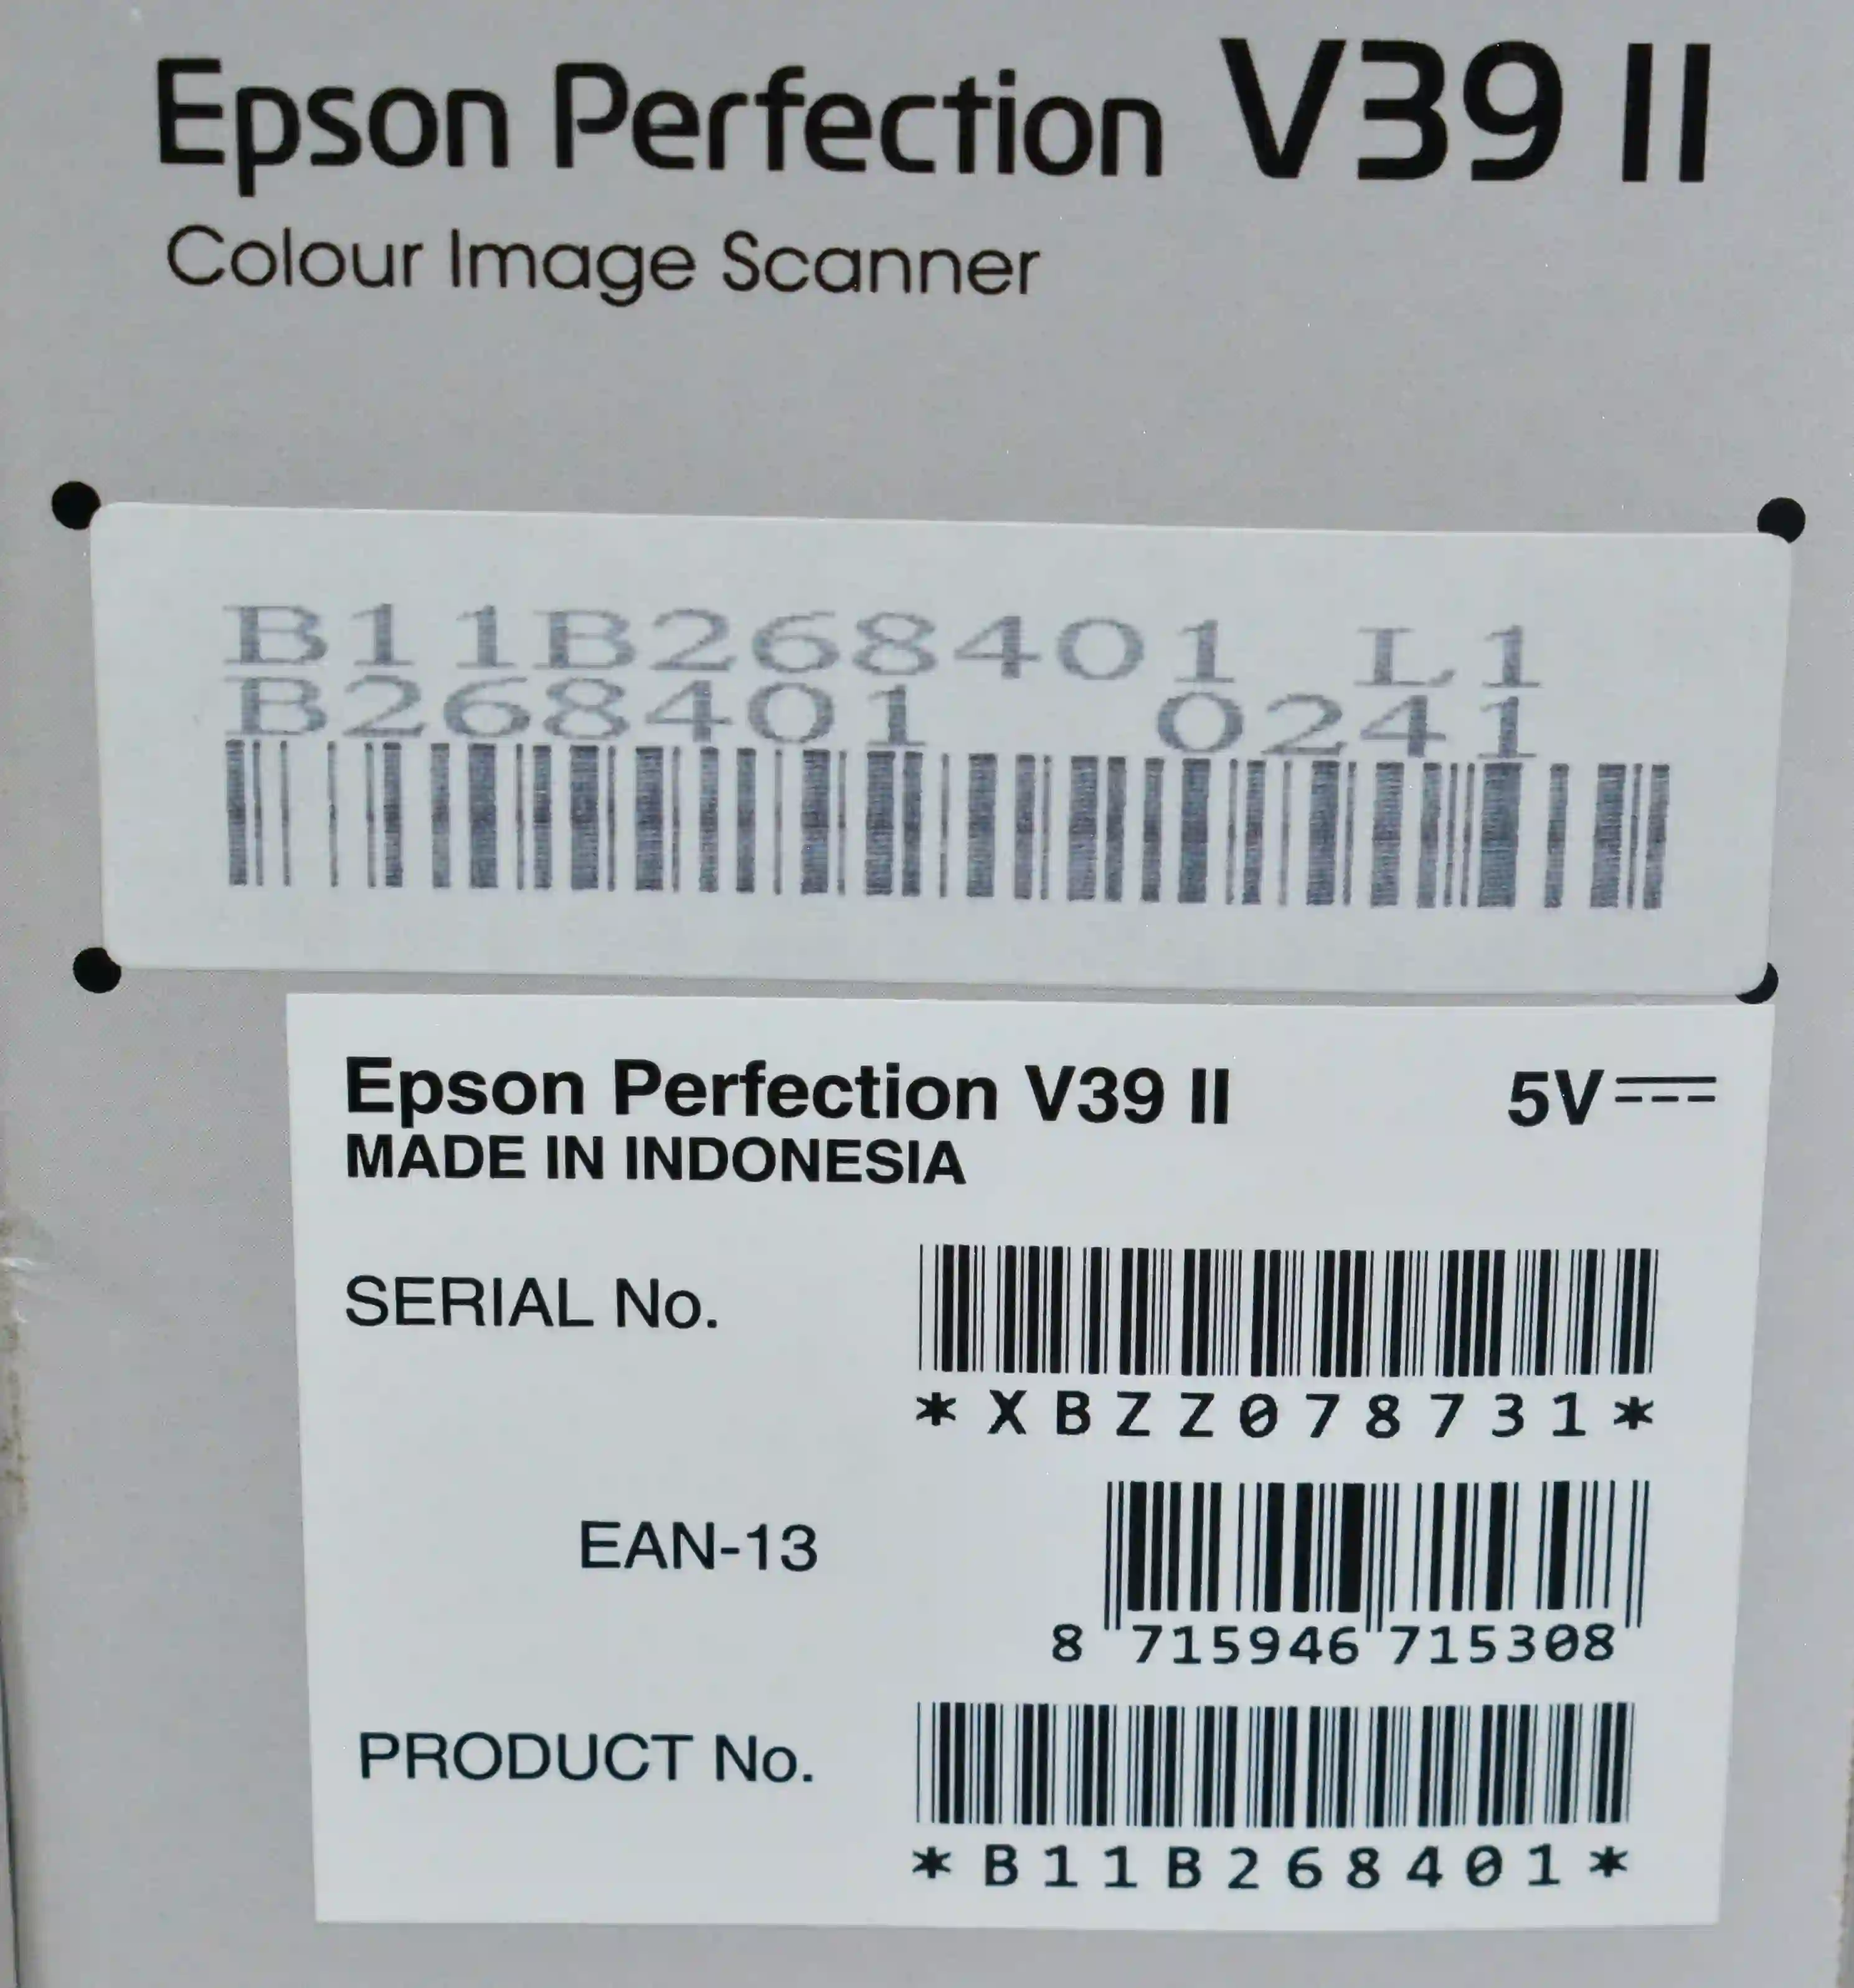 Epson Perfection V39 II
Colour Image Scanner
B11B268401 L1
B268401 0241
Epson Perfection V39 II 5V
MADE IN INDONESIA
SERIAL No.
*XBZZ078731*
EAN-13
8 715946 715308
PRODUCT No.
*B11B268401*